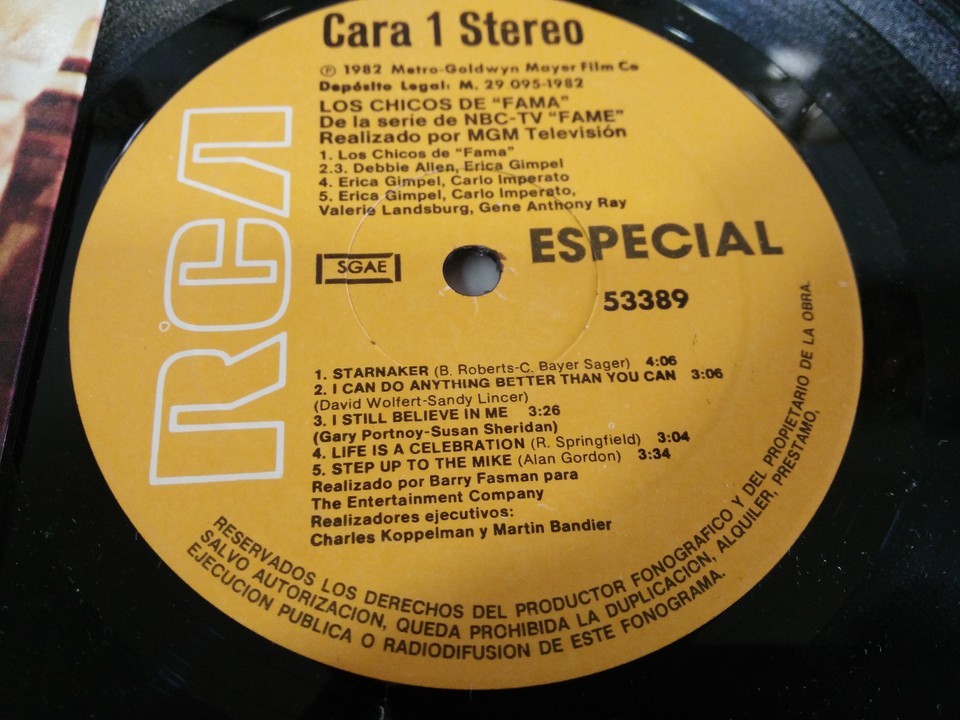 Cara 1 Stereo
Ⓟ 1982 Metro-Goldwyn Mayer Film Co
Depósito Legal: M. 29.095-1982
LOS CHICOS DE "FAMA"
De la serie de NBC-TV "FAME"
Realizado por MGM Televisión
1. Los Chicos de "Fama"
2.3. Debbie Allen, Erica Gimpel
4. Erica Gimpel, Carlo Imperato
5. Erica Gimpel, Carlo Imperato,
Valerie Landsburg, Gene Anthony Ray
RCA
SGAE
ESPECIAL
53389
1. STARNAKER (B. Roberts-C. Bayer Sager) 4:06
2. I CAN DO ANYTHING BETTER THAN YOU CAN 3:06
(David Wolfert-Sandy Lincer)
3. I STILL BELIEVE IN ME 3:26
(Gary Portnoy-Susan Sheridan)
4. LIFE IS A CELEBRATION (R. Springfield) 3:04
5. STEP UP TO THE MIKE (Alan Gordon) 3:34
Realizado por Barry Fasman para
The Entertainment Company
Realizadores ejecutivos:
Charles Koppelman y Martin Bandier
RESERVADOS LOS DERECHOS DEL PRODUCTOR FONOGRAFICO Y DEL PROPIETARIO DE LA OBRA.
SALVO AUTORIZACION, QUEDA PROHIBIDA LA DUPLICACION, ALQUILER, PRESTAMO,
EJECUCION PUBLICA O RADIODIFUSION DE ESTE FONOGRAMA.